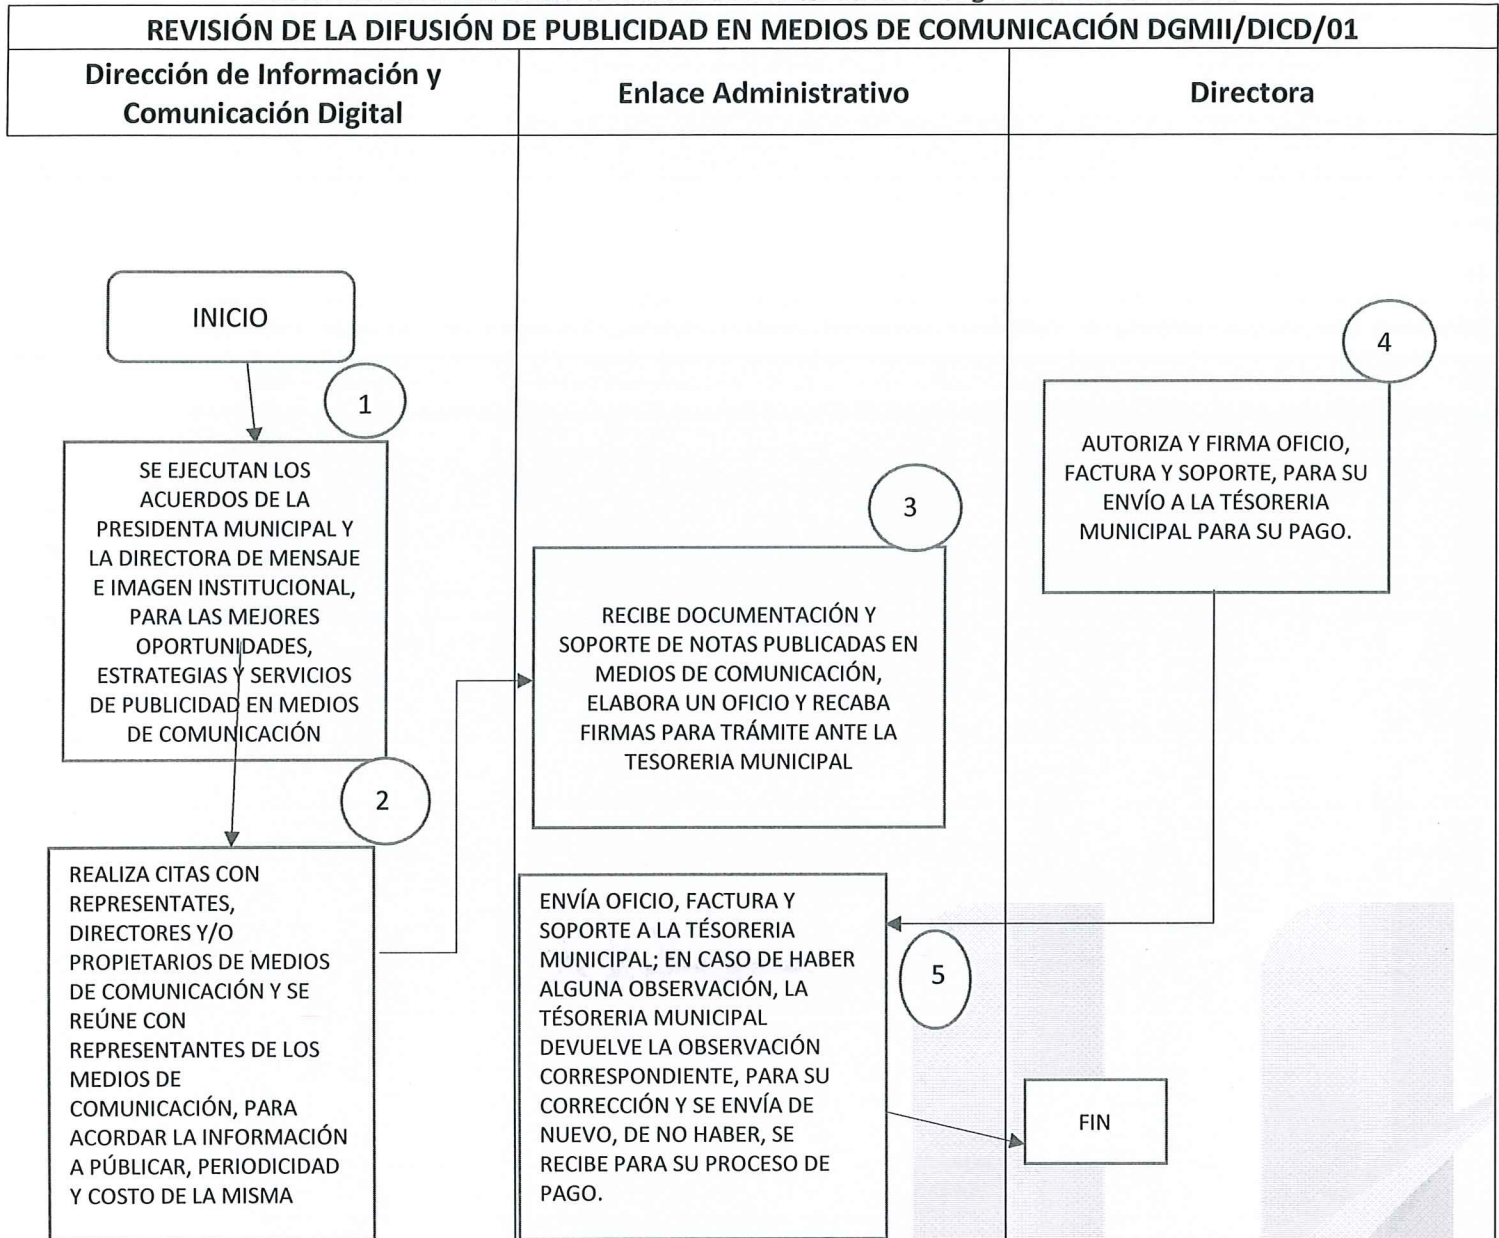 REVISIÓN DE LA DIFUSIÓN DE PUBLICIDAD EN MEDIOS DE COMUNICACIÓN DGMII/DICD/01
Dirección de Información y
Comunicación Digital
Enlace Administrativo
Directora
INICIO
1
SE EJECUTAN LOS
ACUERDOS DE LA
PRESIDENTA MUNICIPAL Y
LA DIRECTORA DE MENSAJE
E IMAGEN INSTITUCIONAL,
PARA LAS MEJORES
OPORTUNIDADES,
ESTRATEGIAS Y SERVICIOS
DE PUBLICIDAD EN MEDIOS
DE COMUNICACIÓN
2
REALIZA CITAS CON
REPRESENTATES,
DIRECTORES Y/O
PROPIETARIOS DE MEDIOS
DE COMUNICACIÓN Y SE
REÚNE CON
REPRESENTANTES DE LOS
MEDIOS DE
COMUNICACIÓN, PARA
ACORDAR LA INFORMACIÓN
A PÚBLICAR, PERIODICIDAD
Y COSTO DE LA MISMA
3
RECIBE DOCUMENTACIÓN Y
SOPORTE DE NOTAS PUBLICADAS EN
MEDIOS DE COMUNICACIÓN,
ELABORA UN OFICIO Y RECABA
FIRMAS PARA TRÁMITE ANTE LA
TESORERIA MUNICIPAL
4
AUTORIZA Y FIRMA OFICIO,
FACTURA Y SOPORTE, PARA SU
ENVÍO A LA TÉSORERIA
MUNICIPAL PARA SU PAGO.
5
ENVÍA OFICIO, FACTURA Y
SOPORTE A LA TÉSORERIA
MUNICIPAL; EN CASO DE HABER
ALGUNA OBSERVACIÓN, LA
TÉSORERIA MUNICIPAL
DEVUELVE LA OBSERVACIÓN
CORRESPONDIENTE, PARA SU
CORRECCIÓN Y SE ENVÍA DE
NUEVO, DE NO HABER, SE
RECIBE PARA SU PROCESO DE
PAGO.
FIN